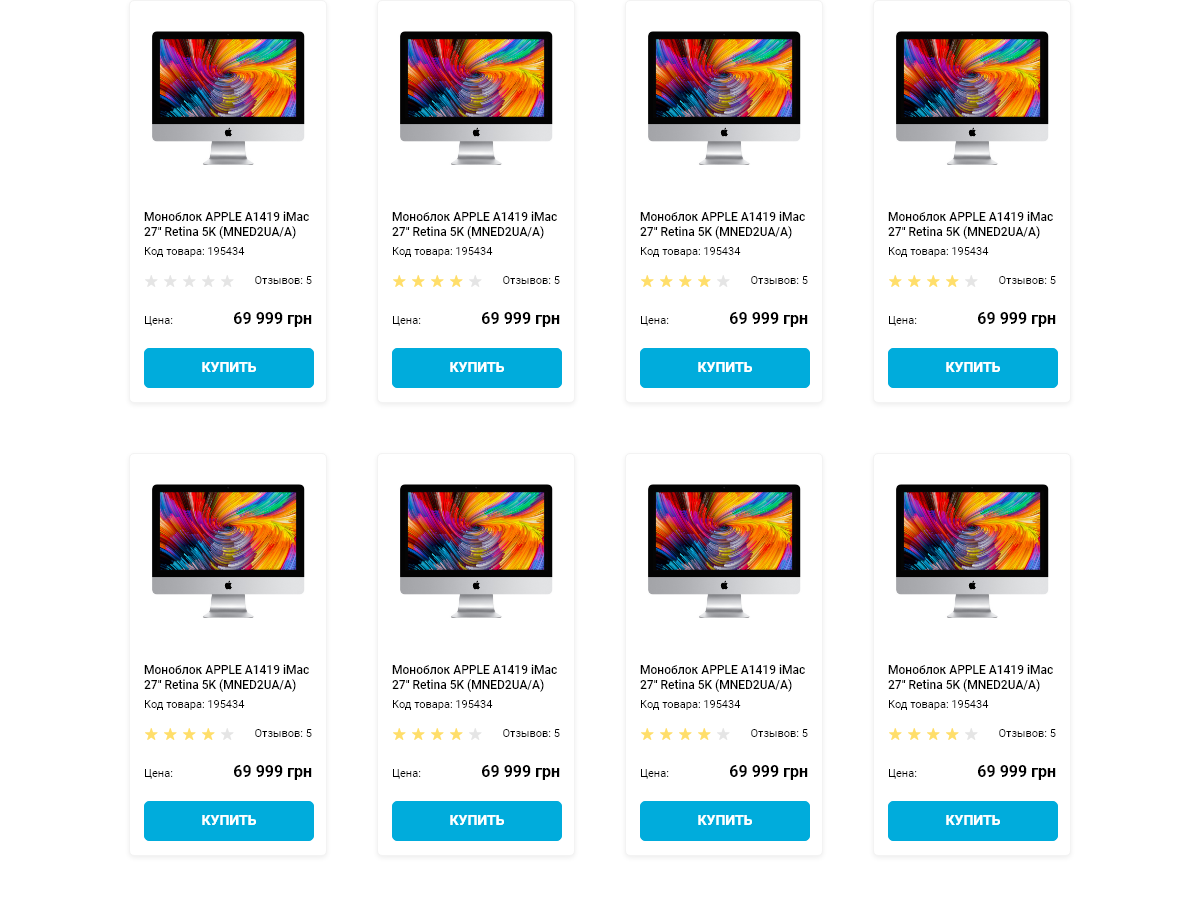 Моноблок APPLE A1419 iMac
27" Retina 5K (MNED2UA/A)
Код товара: 195434
Отзывов: 5
Цена: 69 999 грн
КУПИТЬ
Моноблок APPLE A1419 iMac
27" Retina 5K (MNED2UA/A)
Код товара: 195434
Отзывов: 5
Цена: 69 999 грн
КУПИТЬ
Моноблок APPLE A1419 iMac
27" Retina 5K (MNED2UA/A)
Код товара: 195434
Отзывов: 5
Цена: 69 999 грн
КУПИТЬ
Моноблок APPLE A1419 iMac
27" Retina 5K (MNED2UA/A)
Код товара: 195434
Отзывов: 5
Цена: 69 999 грн
КУПИТЬ
Моноблок APPLE A1419 iMac
27" Retina 5K (MNED2UA/A)
Код товара: 195434
Отзывов: 5
Цена: 69 999 грн
КУПИТЬ
Моноблок APPLE A1419 iMac
27" Retina 5K (MNED2UA/A)
Код товара: 195434
Отзывов: 5
Цена: 69 999 грн
КУПИТЬ
Моноблок APPLE A1419 iMac
27" Retina 5K (MNED2UA/A)
Код товара: 195434
Отзывов: 5
Цена: 69 999 грн
КУПИТЬ
Моноблок APPLE A1419 iMac
27" Retina 5K (MNED2UA/A)
Код товара: 195434
Отзывов: 5
Цена: 69 999 грн
КУПИТЬ